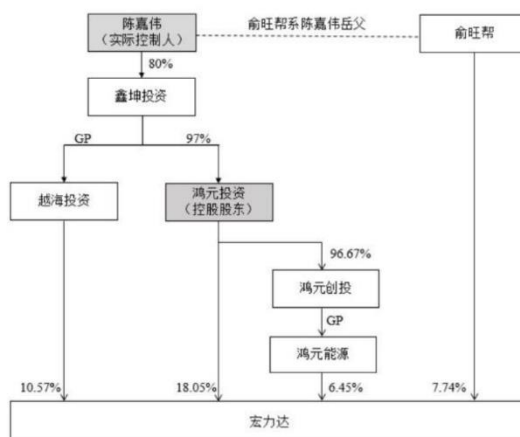 陈嘉伟
（实际控制人）
俞旺帮系陈嘉伟岳父
俞旺帮
80%
鑫坤投资
GP
97%
越海投资
鸿元投资
（控股股东）
96.67%
鸿元创投
GP
鸿元能源
10.57%
18.05%
6.45%
7.74%
宏力达